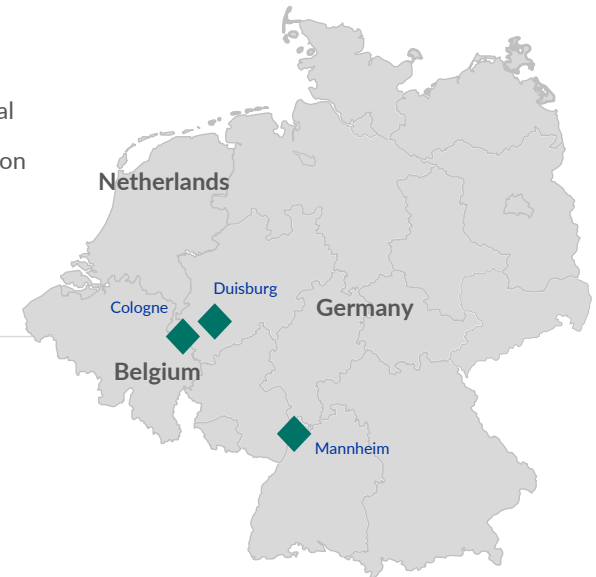 al
on
Netherlands
Duisburg
Cologne
Germany
Belgium
Mannheim